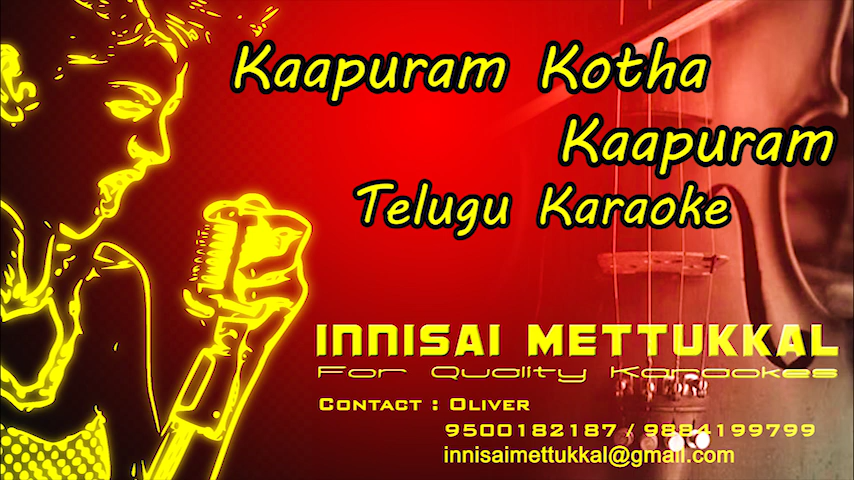 Kaapuram Kotha
Kaapuram
Telugu Karaoke
INNISAI METTUKKAL
For Quality Karaokes
Contact : Oliver
9500182187 / 9884199799
innisaimettukkal@gmail.com